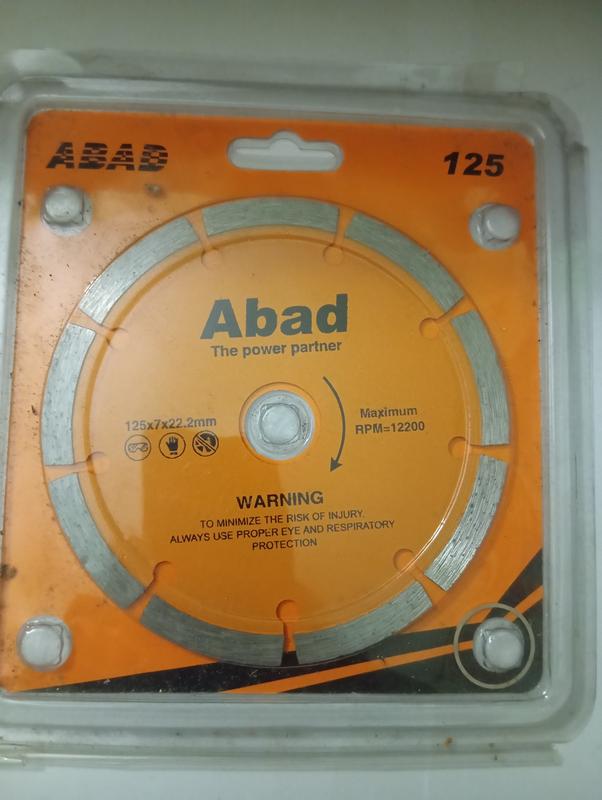 ABAD
125
Abad
The power partner
125x7x22.2mm
Maximum
RPM=12200
WARNING
TO MINIMIZE THE RISK OF INJURY.
ALWAYS USE PROPER EYE AND RESPIRATORY
PROTECTION